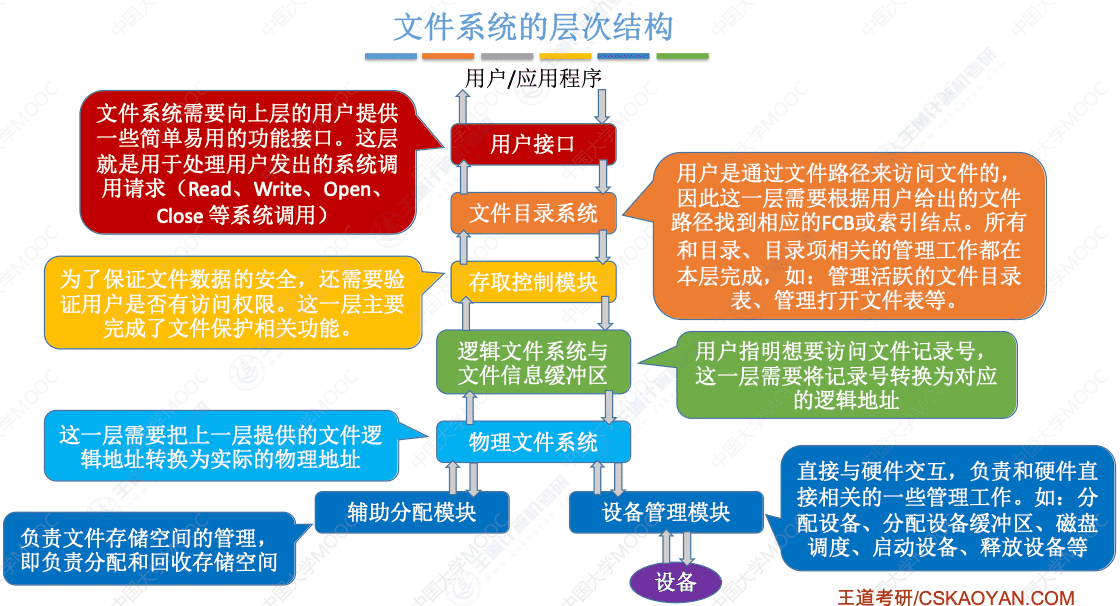 文件系统的层次结构
用户/应用程序
文件系统需要向上层的用户提供
一些简单易用的功能接口。这层
就是用于处理用户发出的系统调
用请求（Read、Write、Open、
Close 等系统调用）
用户接口
用户是通过文件路径来访问文件的，
因此这一层需要根据用户给出的文件
路径找到相应的FCB或索引结点。所有
和目录、目录项相关的管理工作都在
本层完成，如：管理活跃的文件目录
表、管理打开文件表等。
文件目录系统
为了保证文件数据的安全，还需要验
证用户是否有访问权限。这一层主要
完成了文件保护相关功能。
存取控制模块
逻辑文件系统与
文件信息缓冲区
用户指明想要访问文件记录号，
这一层需要将记录号转换为对应
的逻辑地址
这一层需要把上一层提供的文件逻
辑地址转换为实际的物理地址
物理文件系统
直接与硬件交互，负责和硬件直
接相关的一些管理工作。如：分
配设备、分配设备缓冲区、磁盘
调度、启动设备、释放设备等
辅助分配模块
设备管理模块
负责文件存储空间的管理，
即负责分配和回收存储空间
设备
王道考研/CSKAOYAN.COM